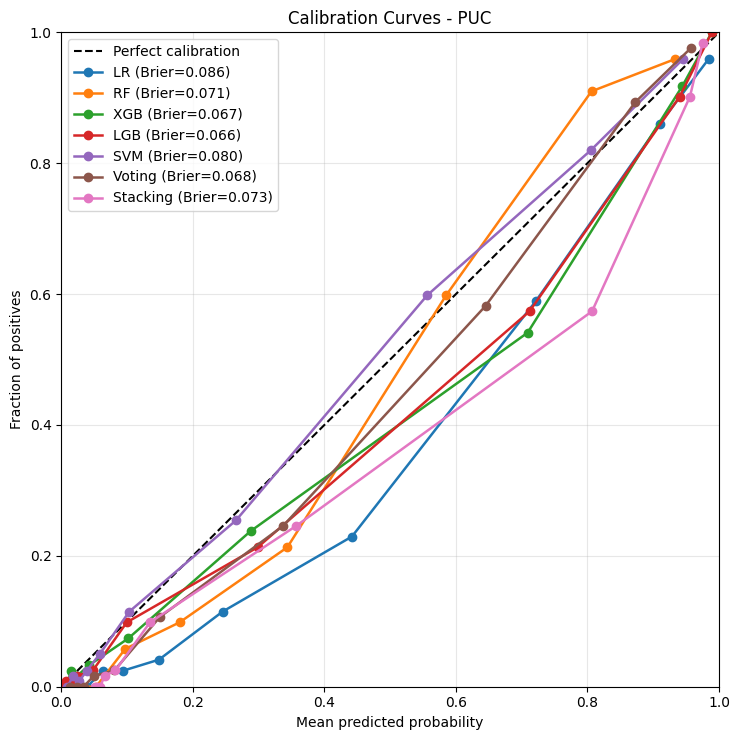 Calibration Curves - PUC
Perfect calibration
LR (Brier=0.086)
RF (Brier=0.071)
XGB (Brier=0.067)
LGB (Brier=0.066)
SVM (Brier=0.080)
Voting (Brier=0.068)
Stacking (Brier=0.073)
Fraction of positives
1.0
0.8
0.6
0.4
0.2
0.0
0.0 0.2 0.4 0.6 0.8 1.0
Mean predicted probability